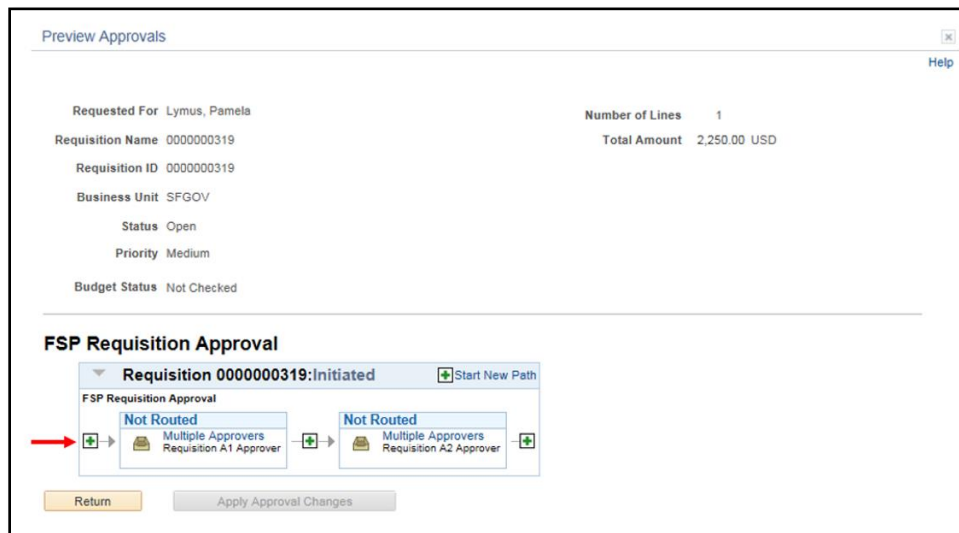 Preview Approvals
Help
Requested For Lymus, Pamela
Number of Lines 1
Requisition Name 0000000319
Total Amount 2,250.00 USD
Requisition ID 0000000319
Business Unit SFGOV
Status Open
Priority Medium
Budget Status Not Checked
FSP Requisition Approval
Requisition 0000000319:Initiated
Start New Path
FSP Requisition Approval
Not Routed
Multiple Approvers
Requisition A1 Approver
Not Routed
Multiple Approvers
Requisition A2 Approver
Return
Apply Approval Changes